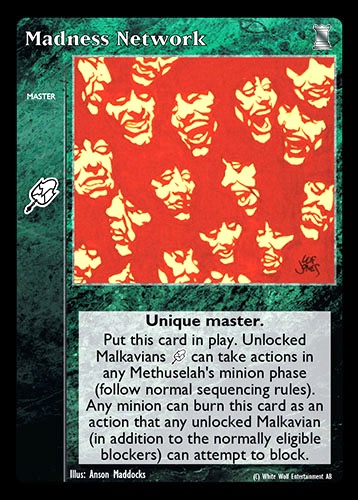 Madness Network
MASTER
Unique master.
Put this card in play. Unlocked
Malkavians can take actions in
any Methuselah's minion phase
(follow normal sequencing rules).
Any minion can burn this card as an
action that any unlocked Malkavian
(in addition to the normally eligible
blockers) can attempt to block.
Illus: Anson Maddocks
(C) White Wolf Entertainment AB